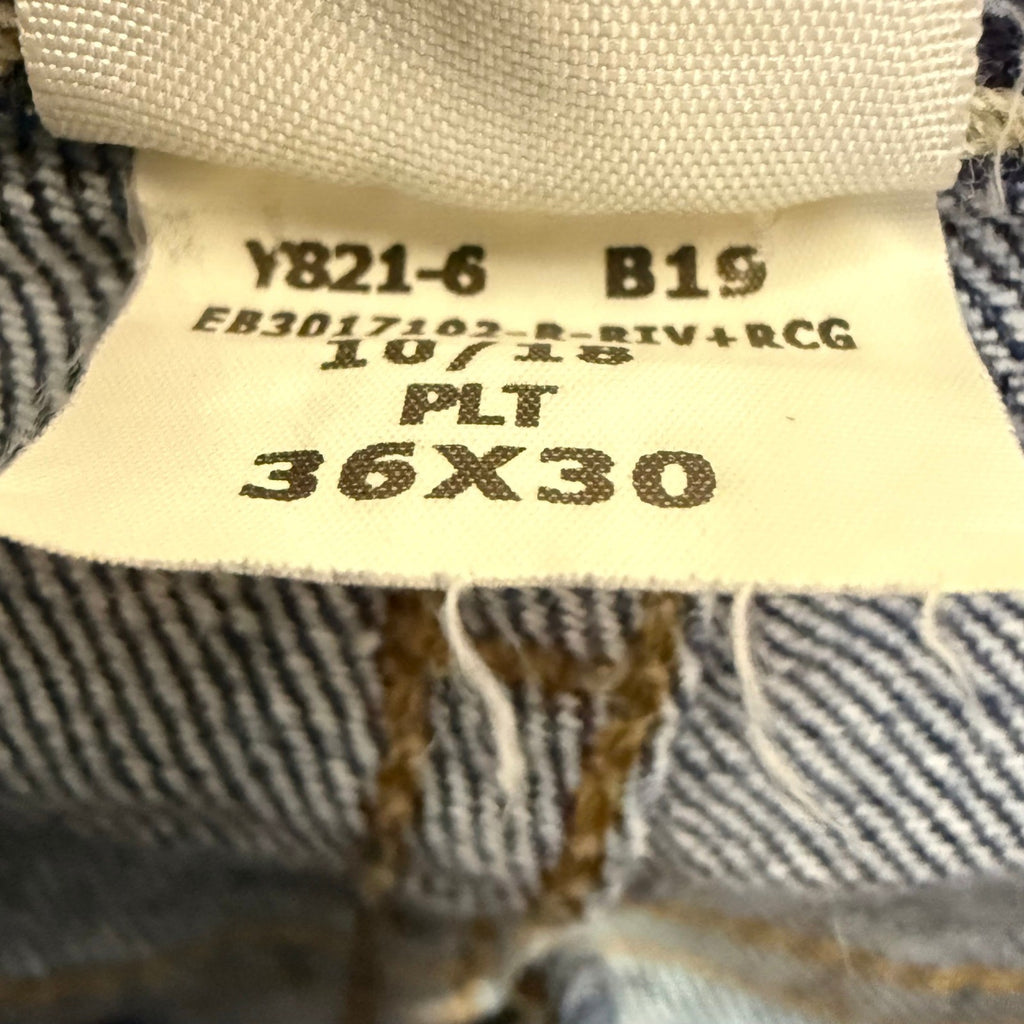 Y821-6 B19
EB3017102-R-RIV+RCG
10/18
PLT
36X30